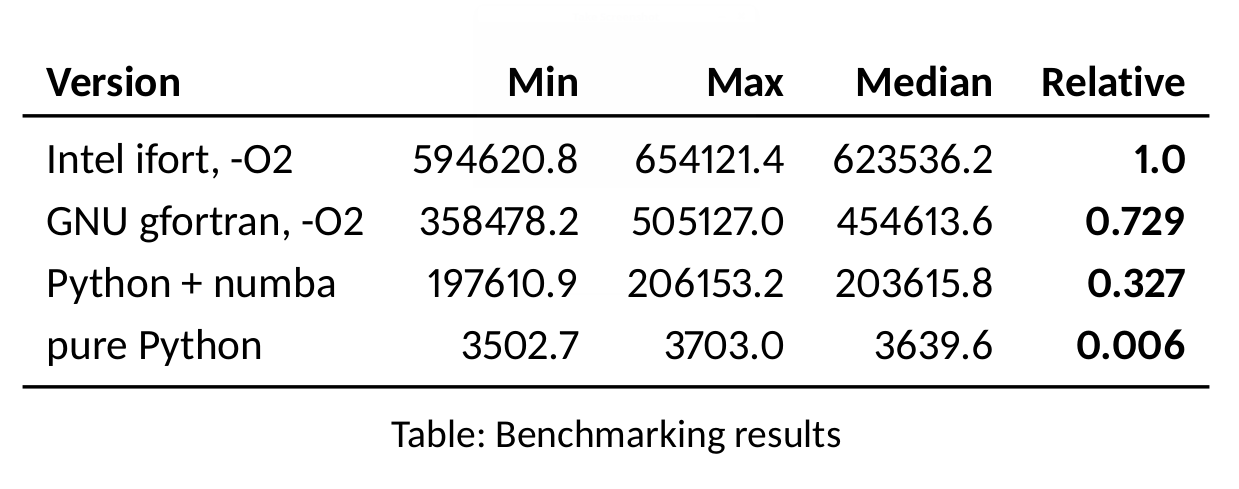 Version Min Max Median Relative
Intel ifort, -O2 594620.8 654121.4 623536.2 1.0
GNU gfortran, -O2 358478.2 505127.0 454613.6 0.729
Python + numba 197610.9 206153.2 203615.8 0.327
pure Python 3502.7 3703.0 3639.6 0.006
Table: Benchmarking results